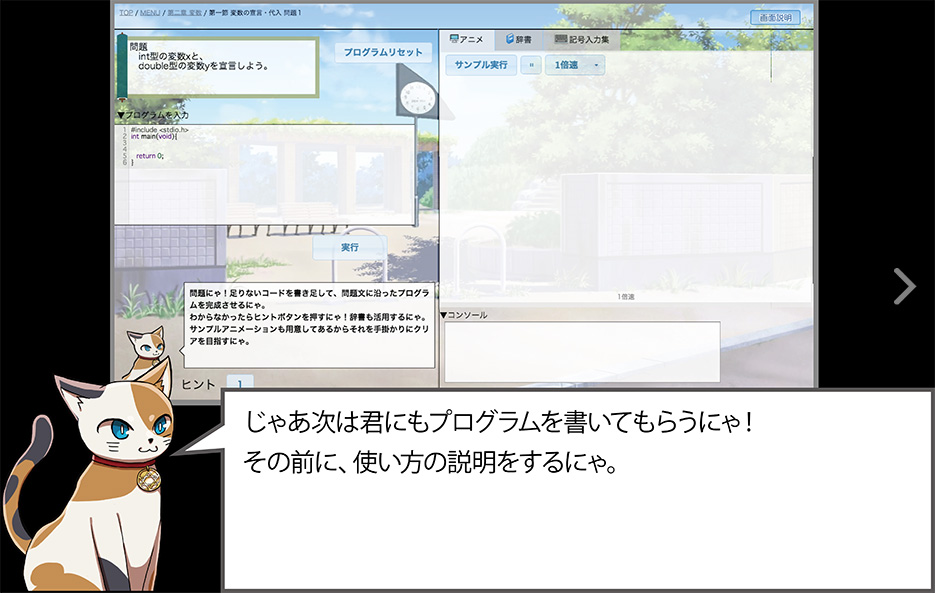 TOP / MENU / 第二章 変数 / 第一節 変数の宣言・代入 問題1
画面説明
問題
int型の変数xと、
double型の変数yを宣言しよう。
プログラムリセット
▼プログラムを入力
1 #include <stdio.h>
2 int main(void){
3
4
5 return 0;
6 }
実行
問題にゃ！足りないコードを書き足して、問題文に沿ったプログラ
ムを完成させるにゃ。
わからなかったらヒントボタンを押すにゃ！辞書も活用するにゃ。
サンプルアニメーションも用意してあるからそれを手掛かりにクリ
アを目指すにゃ。
ヒント 1
アニメ 辞書 記号入力集
サンプル実行 » 1倍速
1倍速
▼コンソール
じゃあ次は君にもプログラムを書いてもらうにゃ！
その前に、使い方の説明をするにゃ。